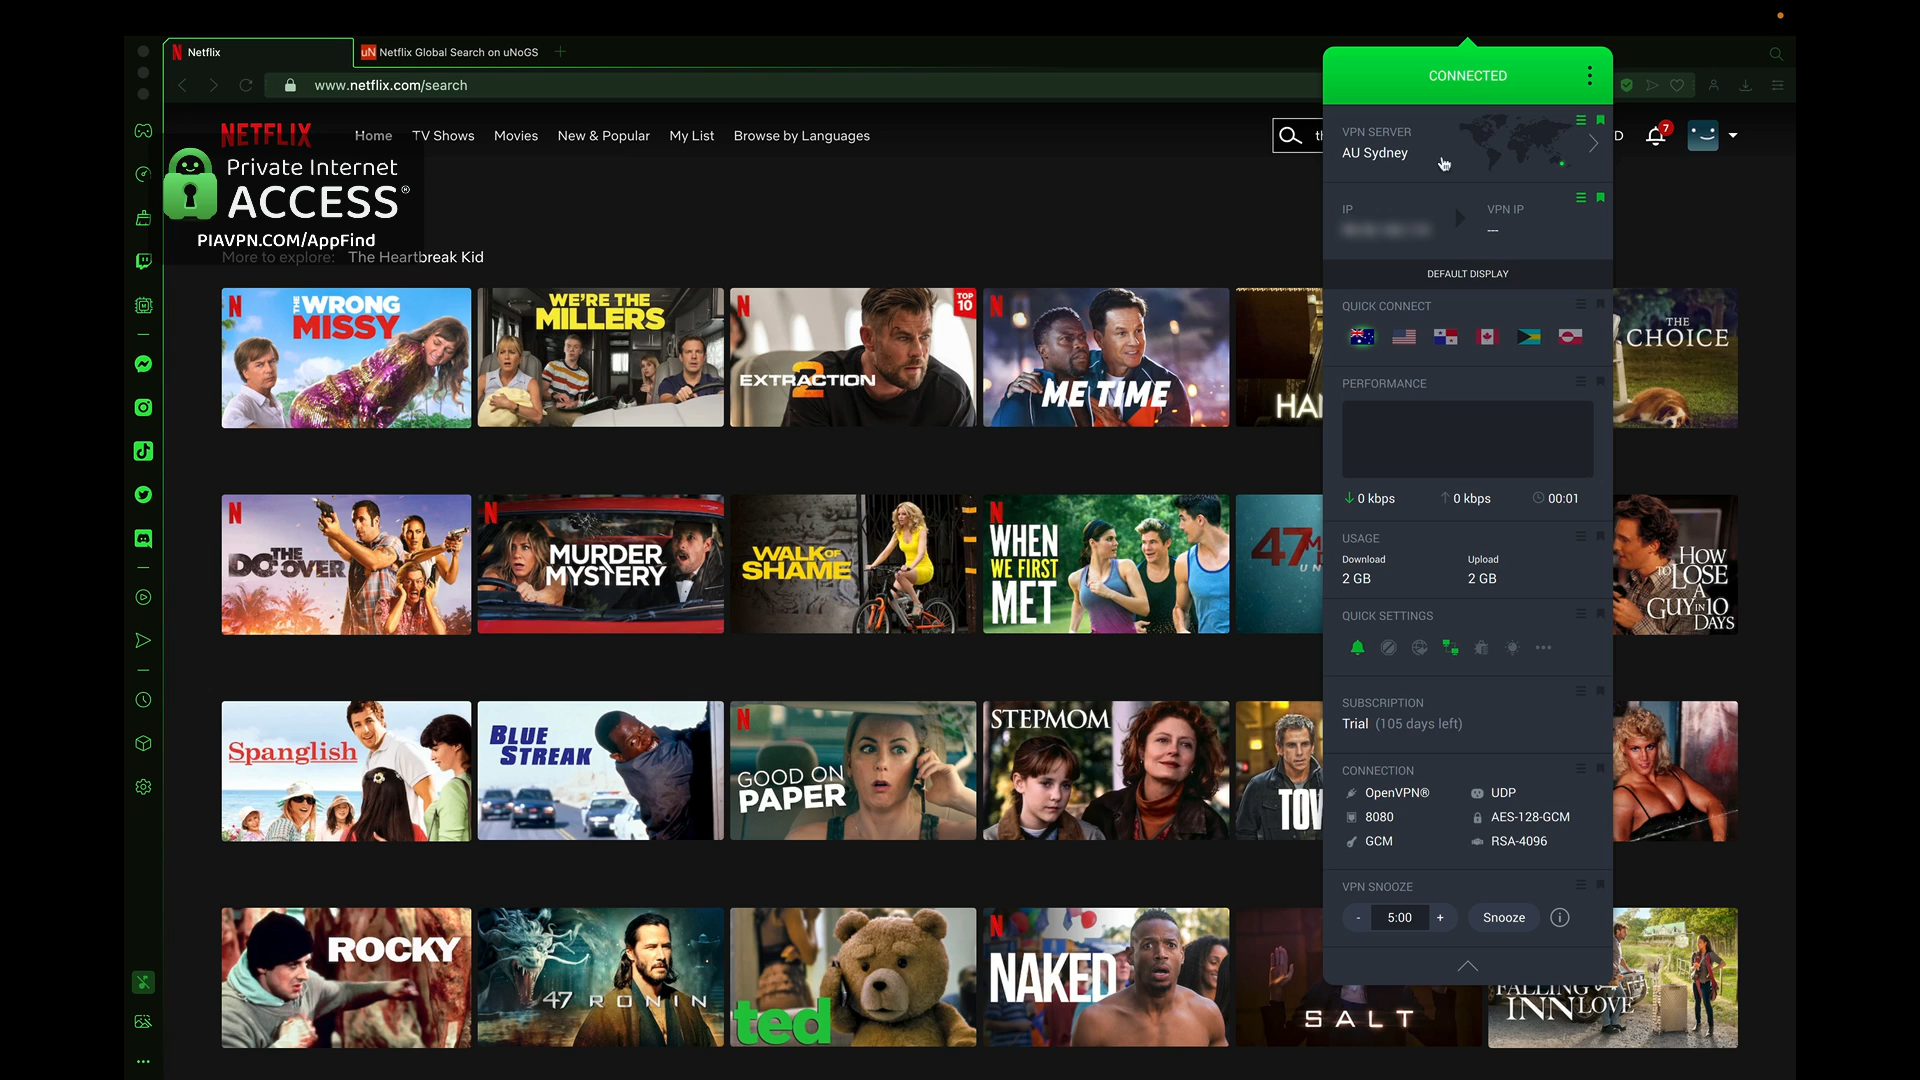 Netflix
uN Netflix Global Search on uNoGS
www.netflix.com/search
NETFLIX
Home
TV Shows
Movies
New & Popular
My List
Browse by Languages
7
Private Internet
ACCESS®
PIAVPN.COM/AppFind
More to explore: The Heartbreak Kid
THE WRONG
MISSY
WE'RE THE
MILLERS
TOP
10
EXTRACTION
2
ME TIME
THE
CHOICE
THE
DO OVER
MURDER
MYSTERY
WALK OF
SHAME
WHEN
WE FIRST
MET
47
HOW
TO LOSE
A
GUY IN 10
DAYS
Spanglish
BLUE
STREAK
GOOD ON
PAPER
STEPMOM
ROCKY
47 RONIN
ted
NAKED
SALT
FALLING
INN LOVE
CONNECTED
VPN SERVER
AU Sydney
IP
VPN IP
---
DEFAULT DISPLAY
QUICK CONNECT
PERFORMANCE
0 kbps
0 kbps
00:01
USAGE
Download
Upload
2 GB
2 GB
QUICK SETTINGS
SUBSCRIPTION
Trial (105 days left)
CONNECTION
OpenVPN®
UDP
8080
AES-128-GCM
GCM
RSA-4096
VPN SNOOZE
- 5:00 +
Snooze